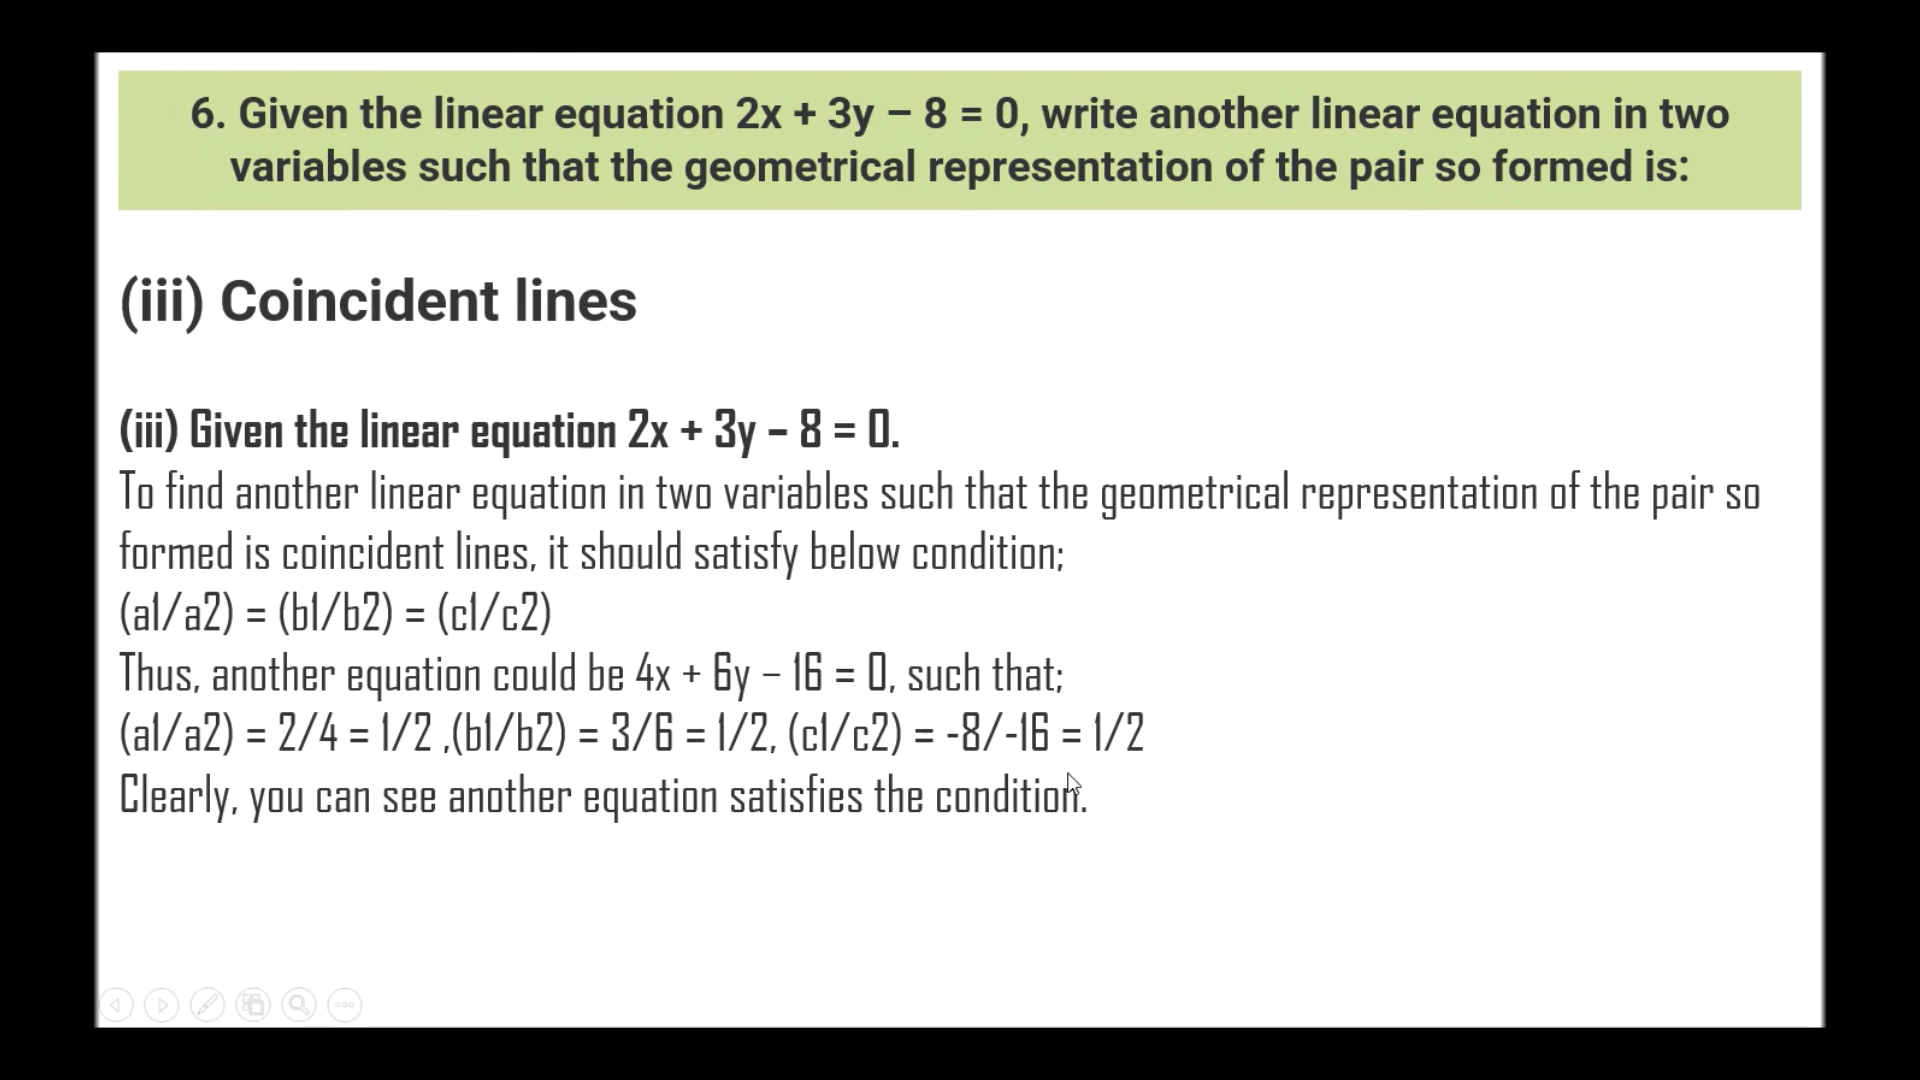 6. Given the linear equation 2x + 3y – 8 = 0, write another linear equation in two
variables such that the geometrical representation of the pair so formed is:
(iii) Coincident lines
(iii) Given the linear equation 2x + 3y – 8 = 0.
To find another linear equation in two variables such that the geometrical representation of the pair so
formed is coincident lines, it should satisfy below condition;
(a1/a2) = (b1/b2) = (c1/c2)
Thus, another equation could be 4x + 6y – 16 = 0, such that;
(a1/a2) = 2/4 = 1/2 ,(b1/b2) = 3/6 = 1/2, (c1/c2) = -8/-16 = 1/2
Clearly, you can see another equation satisfies the condition.